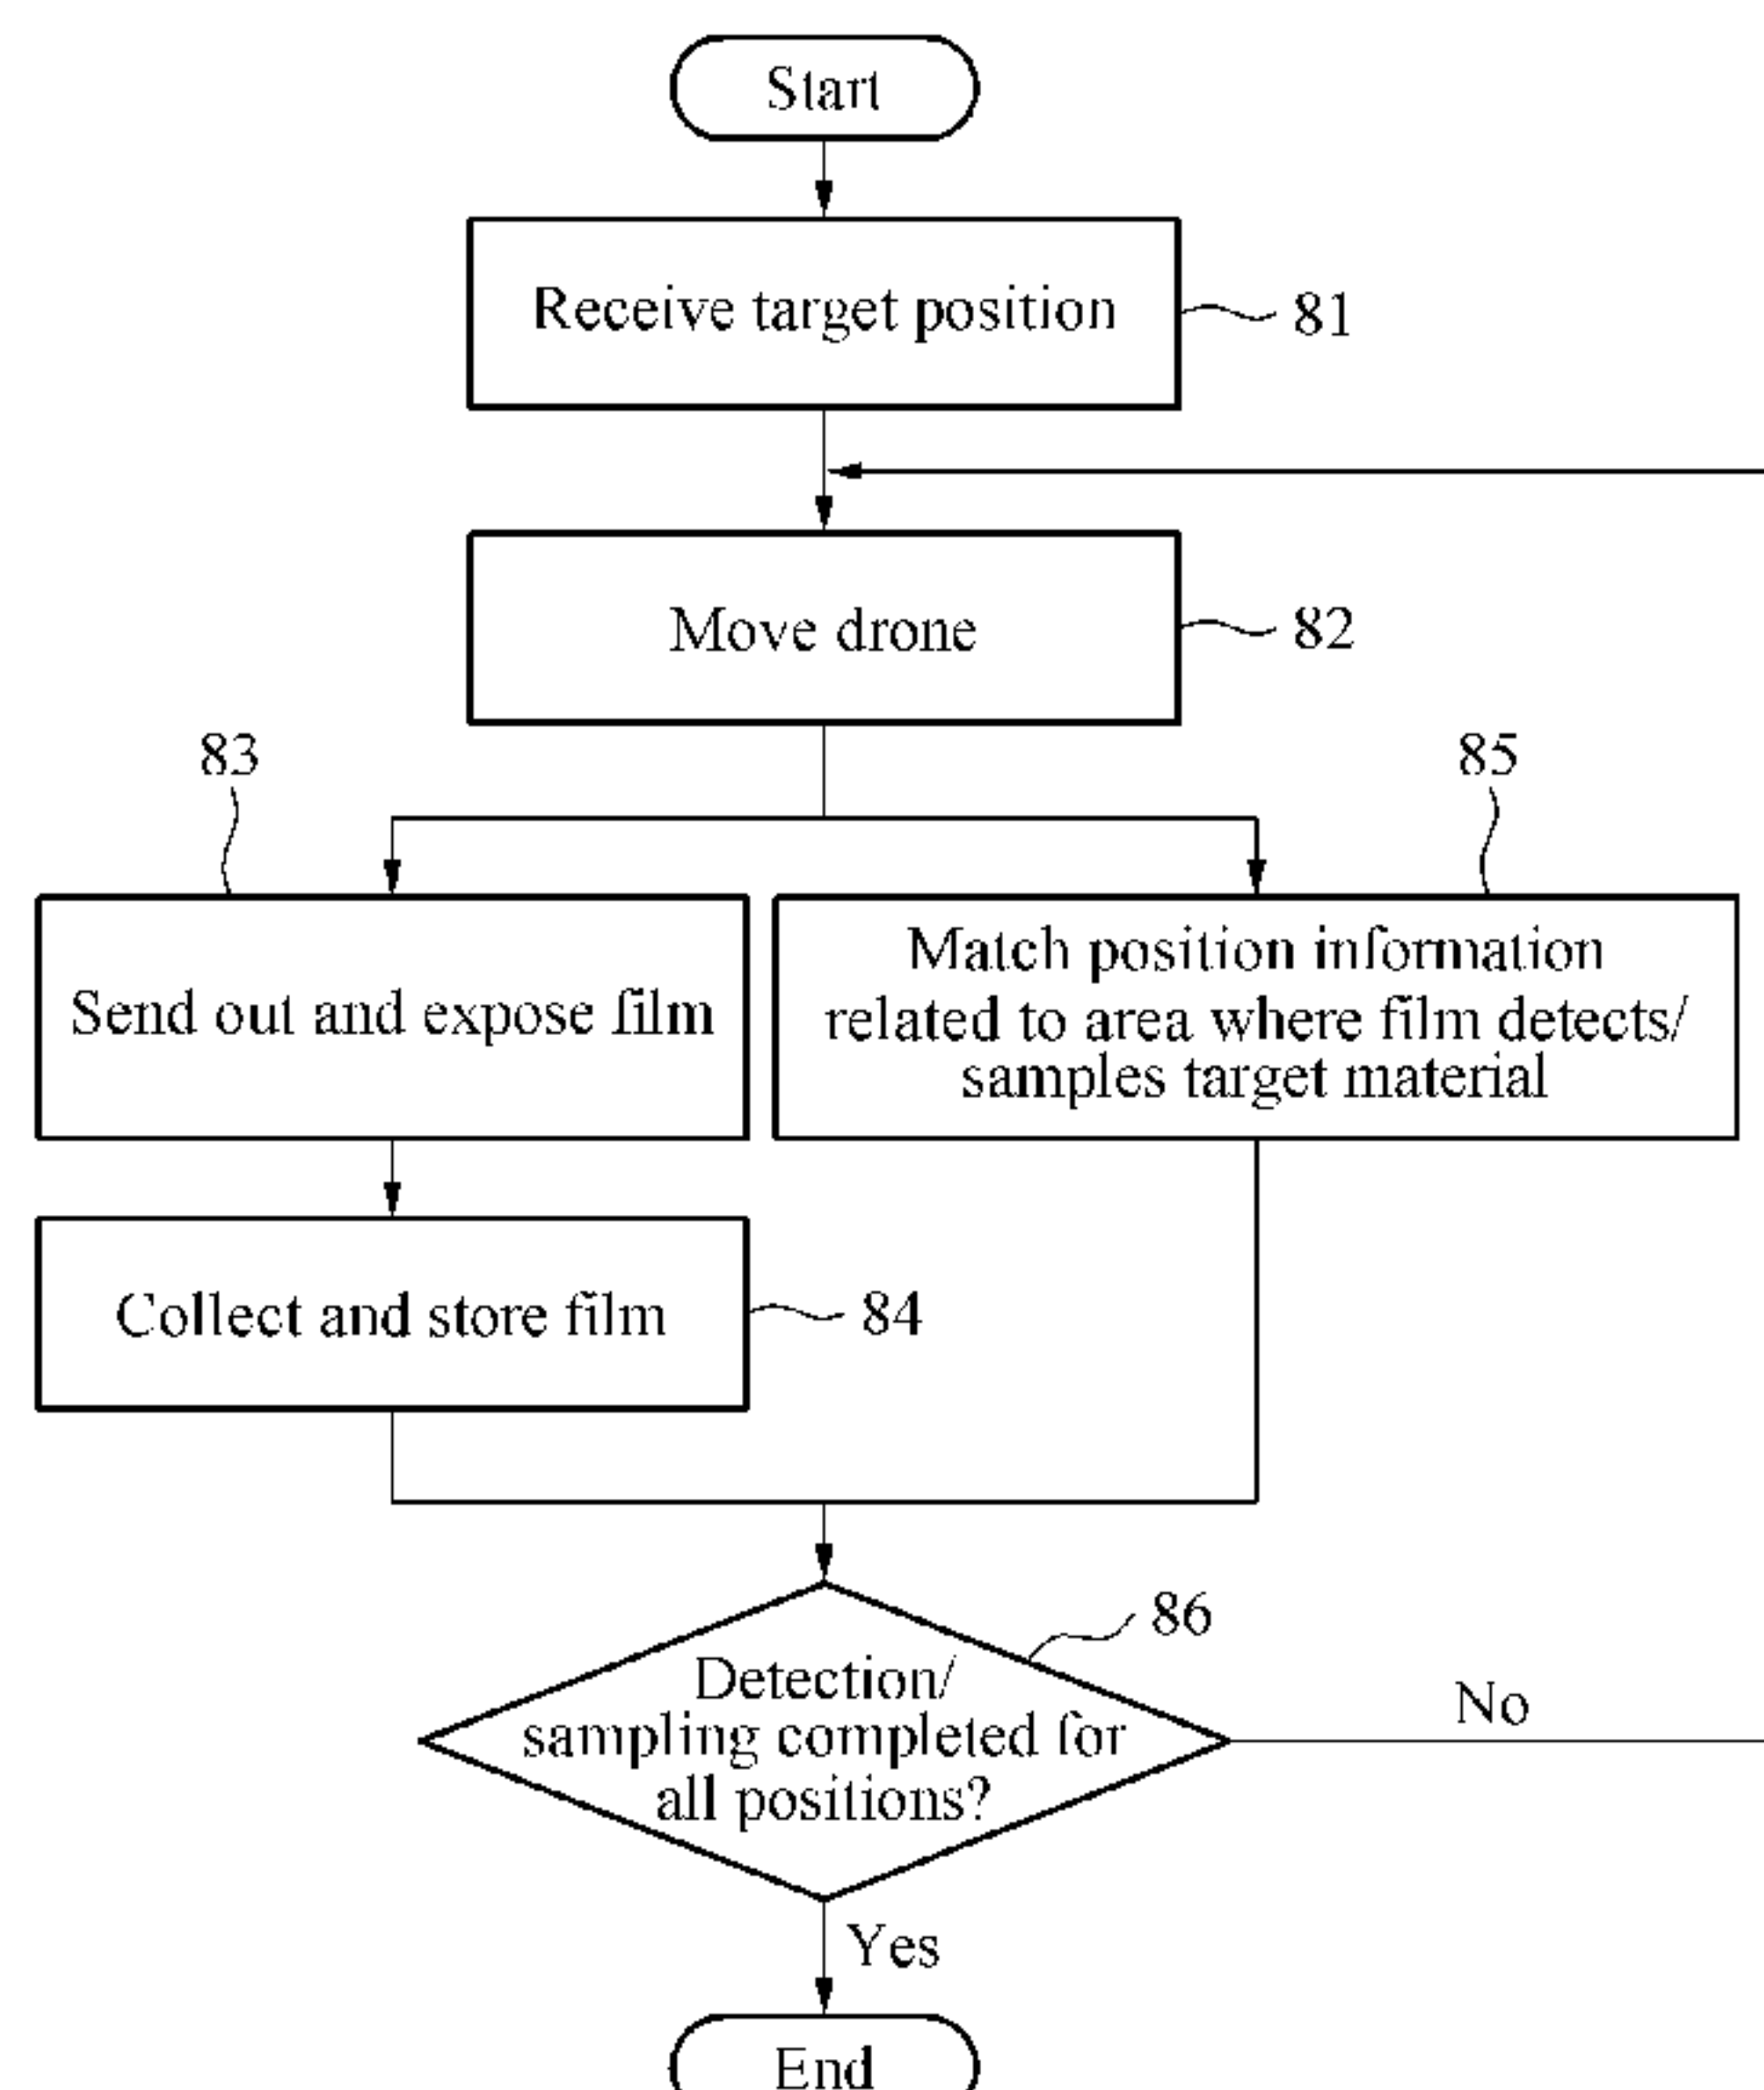 Start
Receive target position
81
Move drone
82
83
85
Send out and expose film
Match position information
related to area where film detects/
samples target material
Collect and store film
84
86
Detection/
sampling completed for
all positions?
No
Yes
End